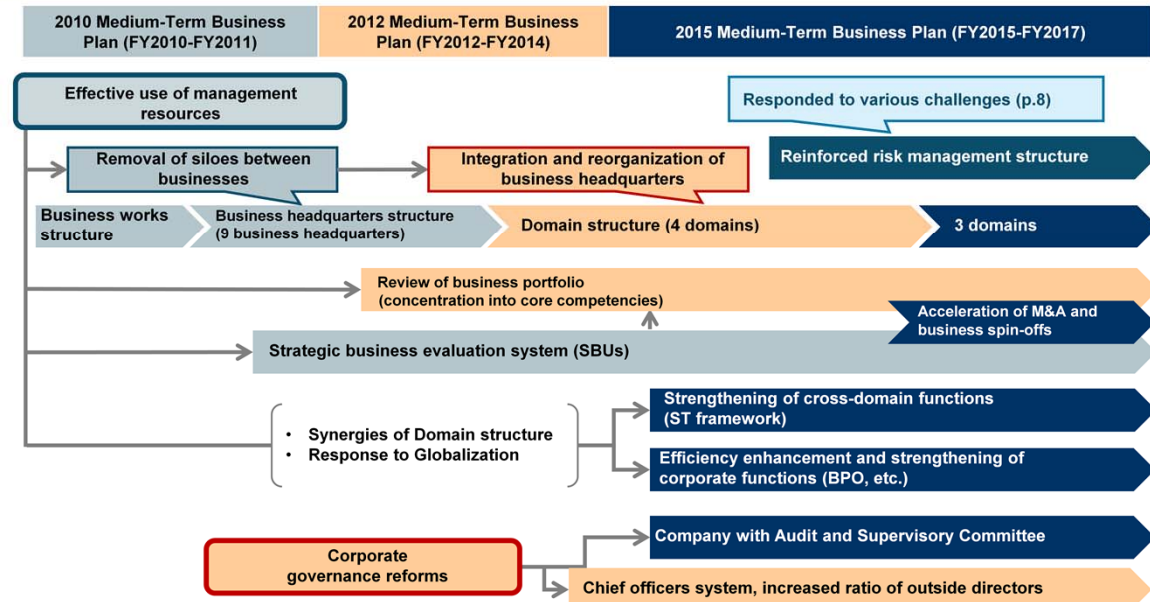 2010 Medium-Term Business
Plan (FY2010-FY2011)
2012 Medium-Term Business
Plan (FY2012-FY2014)
2015 Medium-Term Business Plan (FY2015-FY2017)
Effective use of management
resources
Responded to various challenges (p.8)
Removal of siloes between
businesses
Integration and reorganization of
business headquarters
Reinforced risk management structure
Business works
structure
Business headquarters structure
(9 business headquarters)
Domain structure (4 domains)
3 domains
Review of business portfolio
(concentration into core competencies)
Acceleration of M&A and
business spin-offs
Strategic business evaluation system (SBUs)
Strengthening of cross-domain functions
(ST framework)
• Synergies of Domain structure
• Response to Globalization
Efficiency enhancement and strengthening of
corporate functions (BPO, etc.)
Company with Audit and Supervisory Committee
Corporate
governance reforms
Chief officers system, increased ratio of outside directors